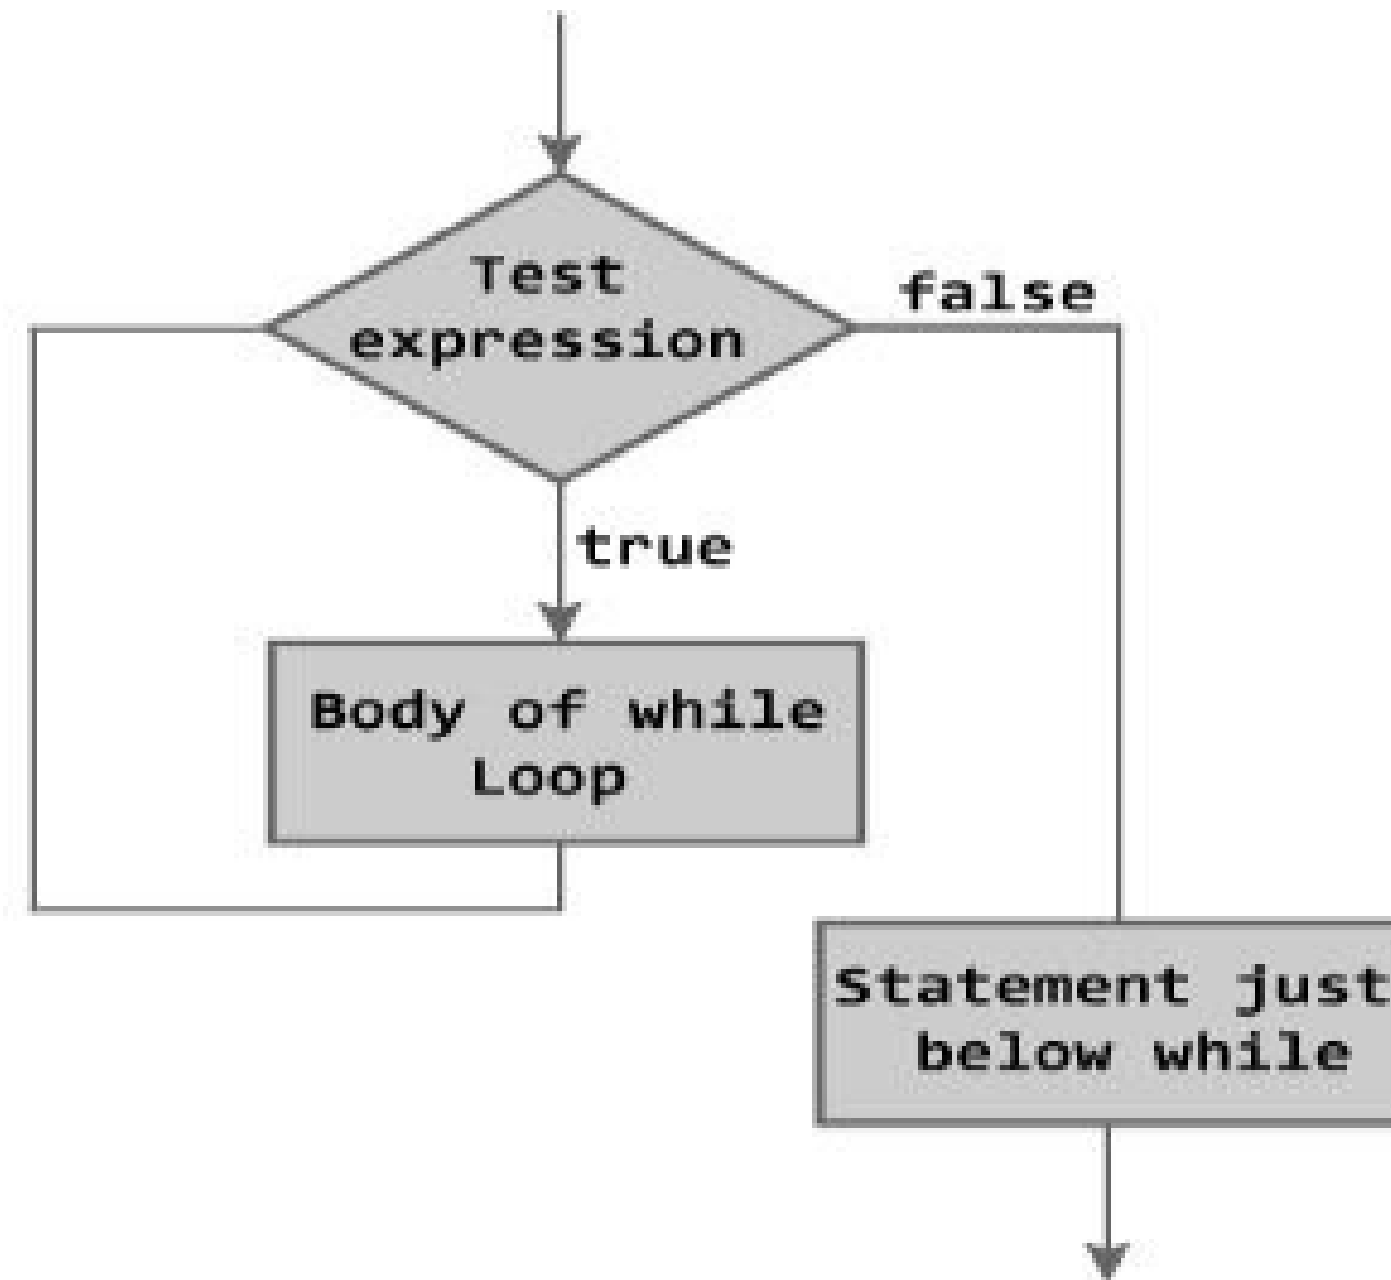 Test
expression
false
true
Body of while
Loop
Statement just
below while